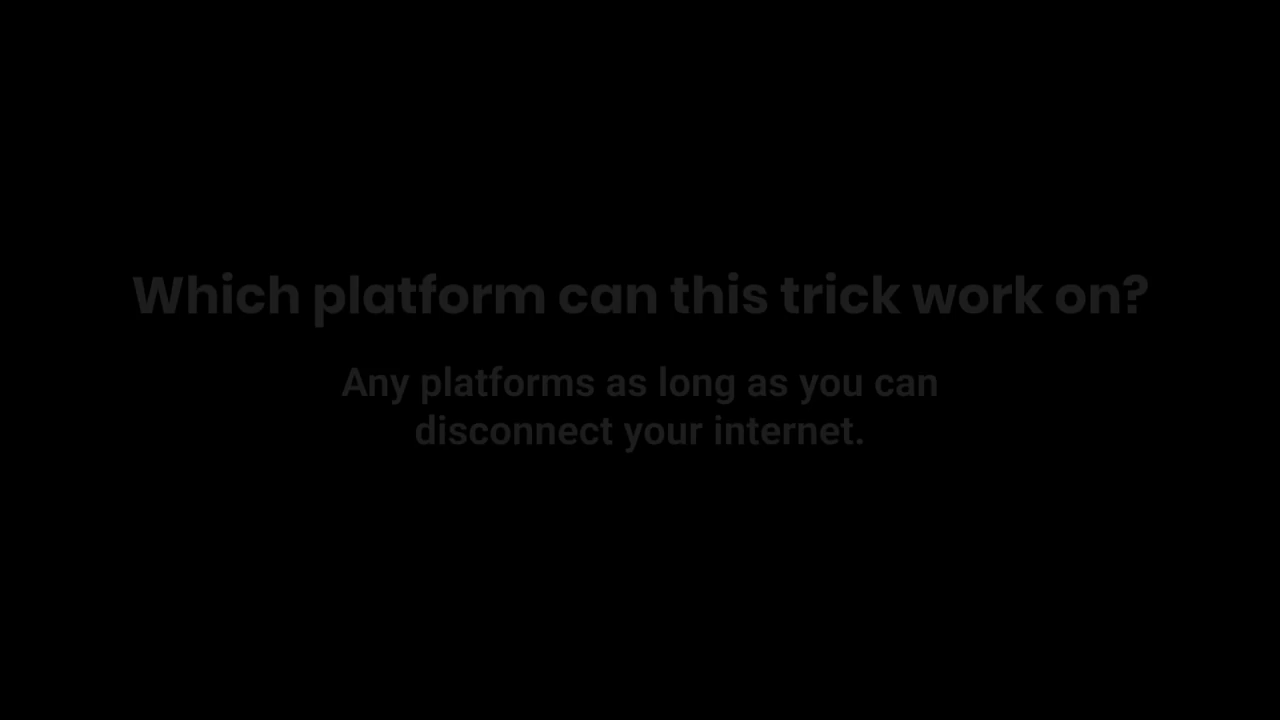 Which platform can this trick work on?
Any platforms as long as you can
disconnect your internet.